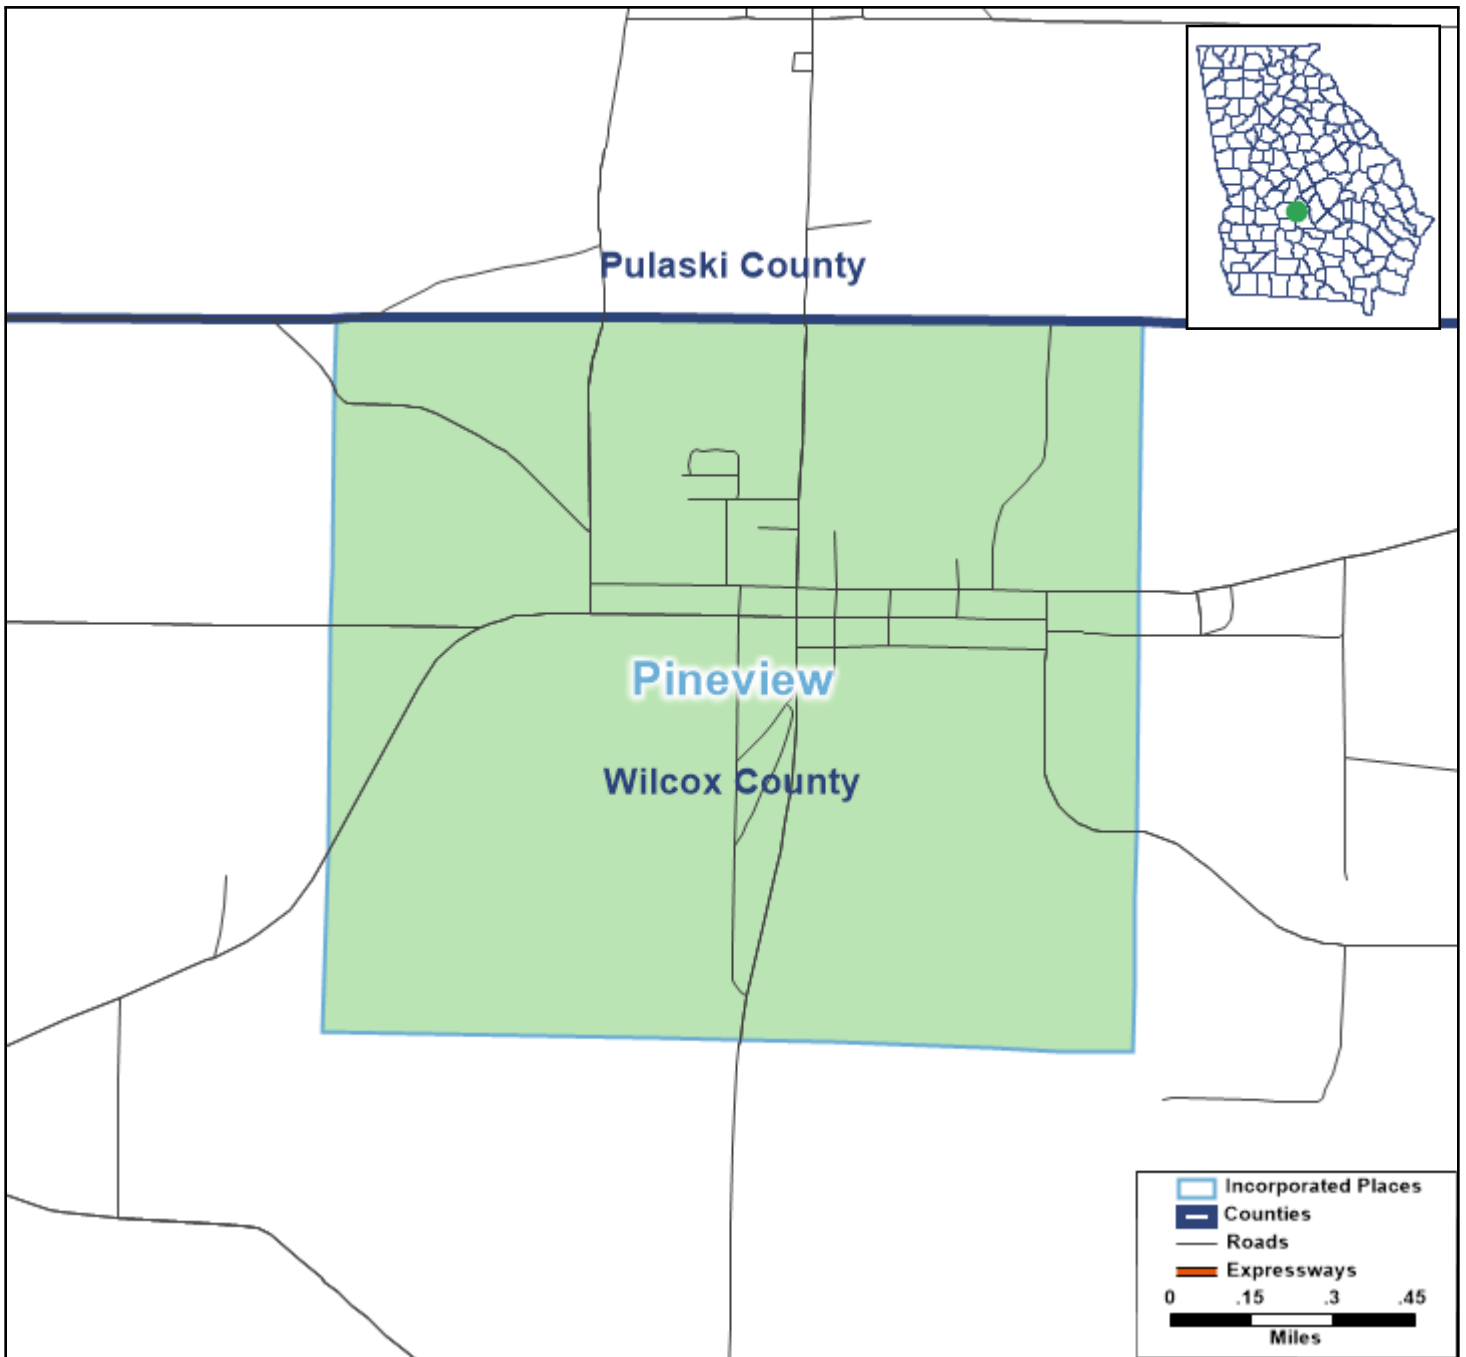 Pulaski County
Pineview
Wilcox County
Incorporated Places
Counties
Roads
Expressways
0 .15 .3 .45
Miles